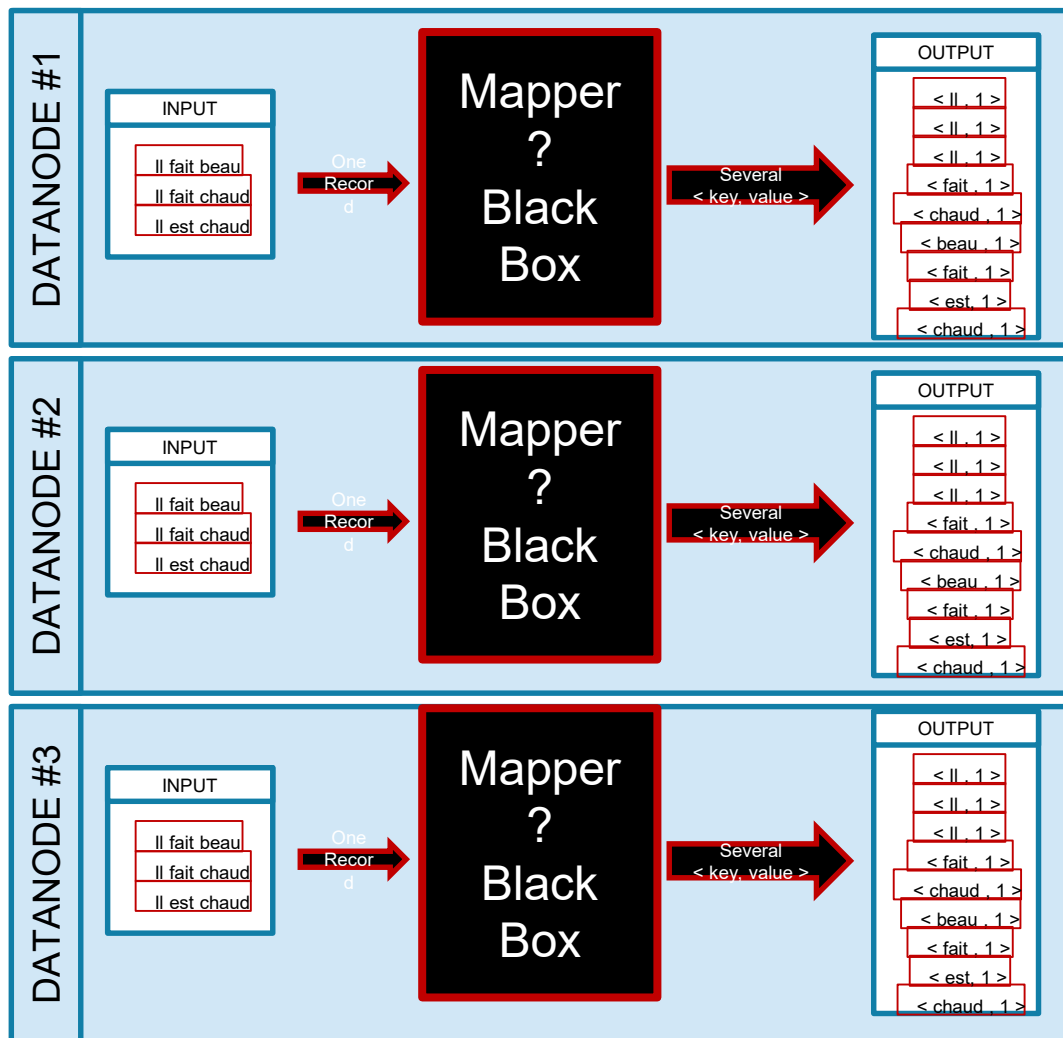 DATANODE #1
INPUT
Il fait beau
Il fait chaud
Il est chaud
One
Recor
d
Mapper
?
Black
Box
Several
< key, value >
OUTPUT
< Il , 1 >
< Il , 1 >
< Il , 1 >
< fait , 1 >
< chaud , 1 >
< beau , 1 >
< fait , 1 >
< est, 1 >
< chaud , 1 >
DATANODE #2
INPUT
Il fait beau
Il fait chaud
Il est chaud
One
Recor
d
Mapper
?
Black
Box
Several
< key, value >
OUTPUT
< Il , 1 >
< Il , 1 >
< Il , 1 >
< fait , 1 >
< chaud , 1 >
< beau , 1 >
< fait , 1 >
< est, 1 >
< chaud , 1 >
DATANODE #3
INPUT
Il fait beau
Il fait chaud
Il est chaud
One
Recor
d
Mapper
?
Black
Box
Several
< key, value >
OUTPUT
< Il , 1 >
< Il , 1 >
< Il , 1 >
< fait , 1 >
< chaud , 1 >
< beau , 1 >
< fait , 1 >
< est, 1 >
< chaud , 1 >